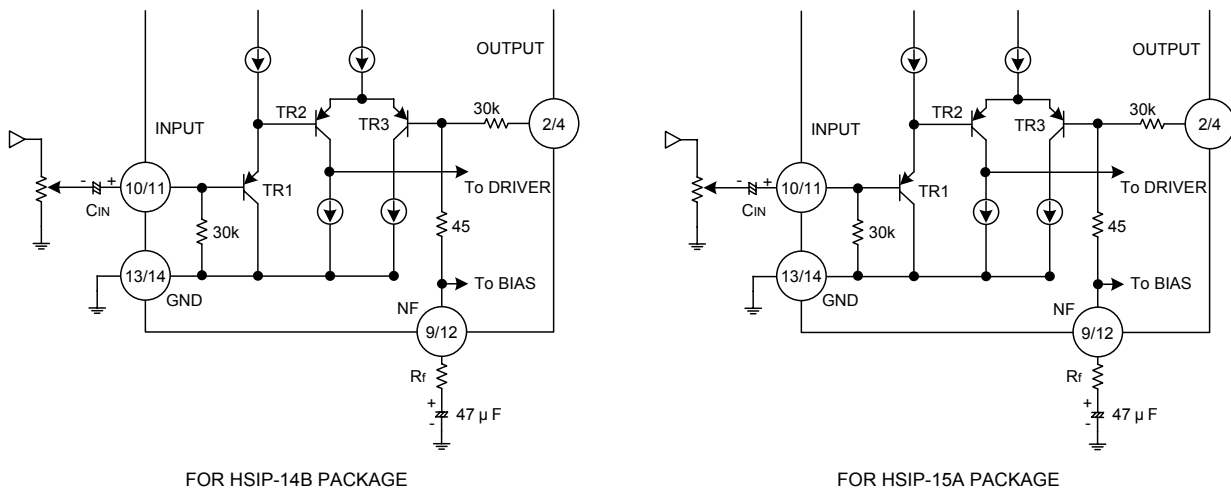 OUTPUT
TR2
TR3
30k
2/4
INPUT
- +
10/11
CIN
TR1
To DRIVER
30k
45
13/14
GND
To BIAS
NF
9/12
Rf
+
47 µ F
-
FOR HSIP-14B PACKAGE
OUTPUT
TR2
TR3
30k
2/4
INPUT
- +
10/11
CIN
TR1
To DRIVER
30k
45
13/14
GND
To BIAS
NF
9/12
Rf
+
47 µ F
-
FOR HSIP-15A PACKAGE